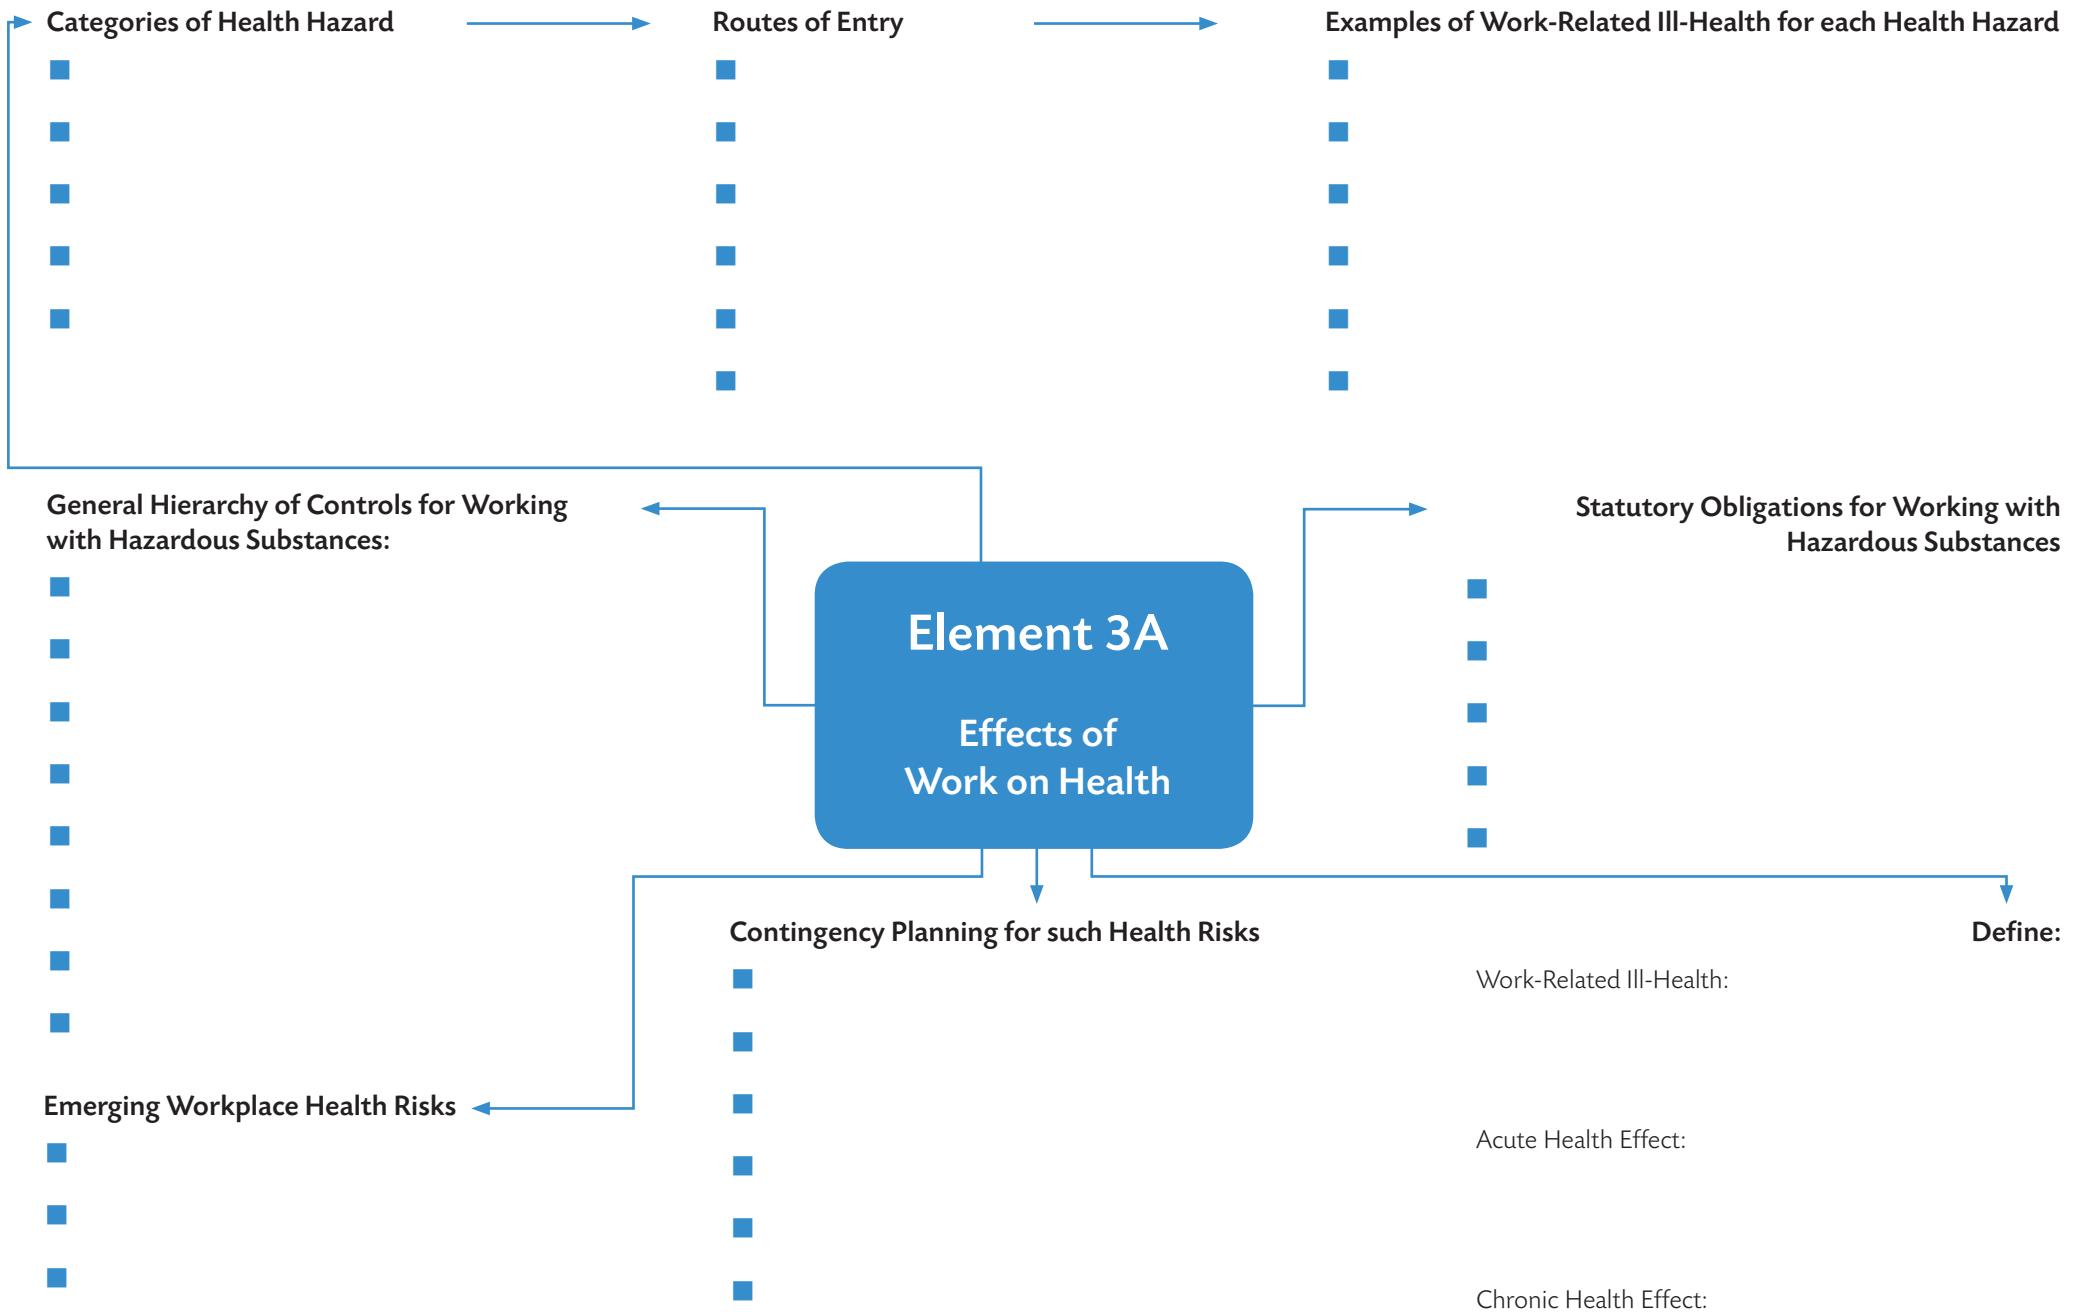 Categories of Health Hazard
Routes of Entry
Examples of Work-Related Ill-Health for each Health Hazard
General Hierarchy of Controls for Working
with Hazardous Substances:
Statutory Obligations for Working with
Hazardous Substances
Element 3A
Effects of
Work on Health
Contingency Planning for such Health Risks
Define:
Work-Related Ill-Health:
Emerging Workplace Health Risks
Acute Health Effect:
Chronic Health Effect: